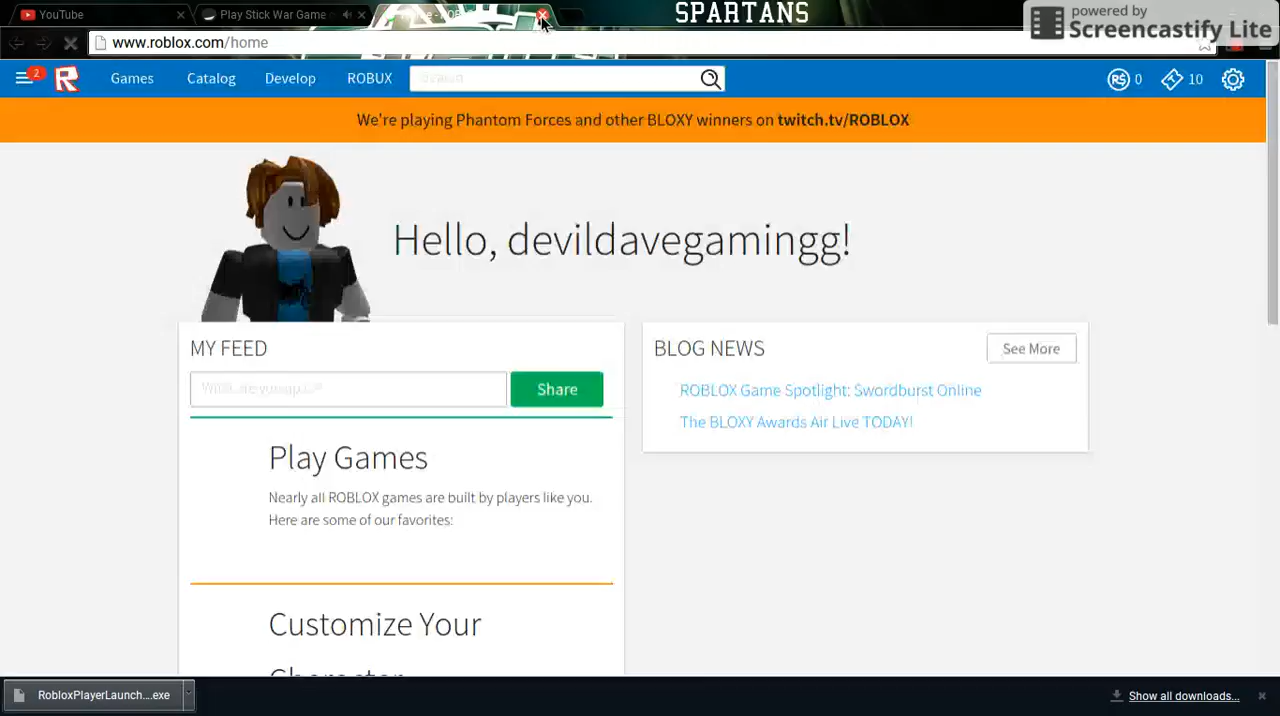 SPARTANS
YouTube
Play Stick War Game
powered by
Screencastify Lite
www.roblox.com/home
2
Games
Catalog
Develop
ROBUX
R$ 0
10
We're playing Phantom Forces and other BLOXY winners on twitch.tv/ROBLOX
Hello, devildavegamingg!
MY FEED
Share
BLOG NEWS
See More
ROBLOX Game Spotlight: Swordburst Online
The BLOXY Awards Air Live TODAY!
Play Games
Nearly all ROBLOX games are built by players like you.
Here are some of our favorites:
Customize Your
Character
RobloxPlayerLaunch....exe
Show all downloads...